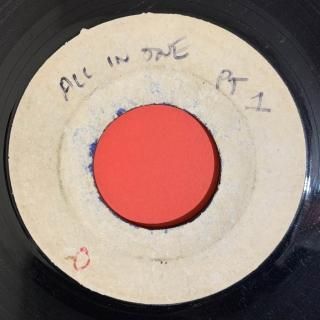 ALL IN ONE PT 1